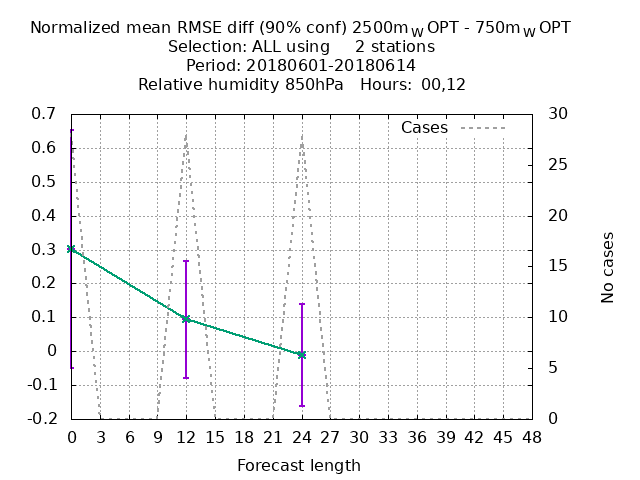 Normalized mean RMSE diff (90% conf) 2500m_W OPT - 750m_W OPT
Selection: ALL using 2 stations
Period: 20180601-20180614
Relative humidity 850hPa Hours: 00,12
Cases
0.7
0.6
0.5
0.4
0.3
0.2
0.1
0
-0.1
-0.2
30
25
20
15
10
5
0
No cases
0 3 6 9 12 15 18 21 24 27 30 33 36 39 42 45 48
Forecast length